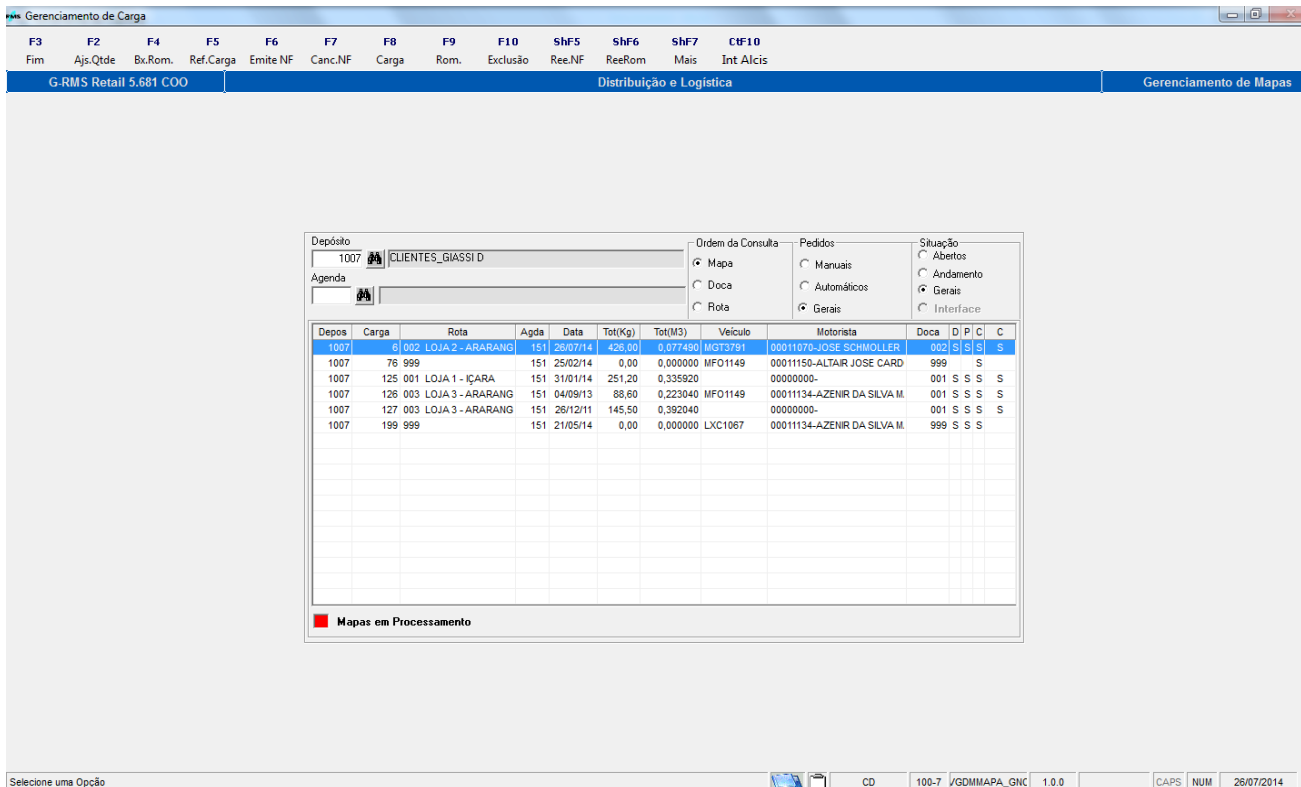 RMS Gerenciamento de Carga
F3 F2 F4 F5 F6 F7 F8 F9 F10 ShF5 ShF6 ShF7 CtF10
Fim Ajs.Qtde Bx.Rom. Ref.Carga Emite NF Canc.NF Carga Rom. Exclusão Ree.NF ReeRom Mais Int Alcis
G-RMS Retail 5.681 COO Distribuição e Logística Gerenciamento de Mapas
Depósito Ordem da Consulta Pedidos Situação
1007 CLIENTES_GIASSI D Mapa Manuais Abertos
Agenda Doca Automáticos Andamento
Rota Gerais Gerais
Interface
Depos Carga Rota Agda Data Tot(Kg) Tot(M3) Veículo Motorista Doca D P C C
1007 6 002 LOJA 2 - ARARANG 151 26/07/14 426,00 0,077490 MGT3791 00011070-JOSE SCHMOLLER 002 S S S S
1007 76 999 151 25/02/14 0,00 0,000000 MFO1149 00011150-ALTAIR JOSE CARD 999 S
1007 125 001 LOJA 1 - IÇARA 151 31/01/14 251,20 0,335920 00000000- 001 S S S S
1007 126 003 LOJA 3 - ARARANG 151 04/09/13 88,60 0,223040 MFO1149 00011134-AZENIR DA SILVA M. 001 S S S S
1007 127 003 LOJA 3 - ARARANG 151 26/12/11 145,50 0,392040 00000000- 001 S S S S
1007 199 999 151 21/05/14 0,00 0,000000 LXC1067 00011134-AZENIR DA SILVA M. 999 S S S
Mapas em Processamento
Selecione uma Opção CD 100-7 /GDMMAPA_GNC 1.0.0 CAPS NUM 26/07/2014